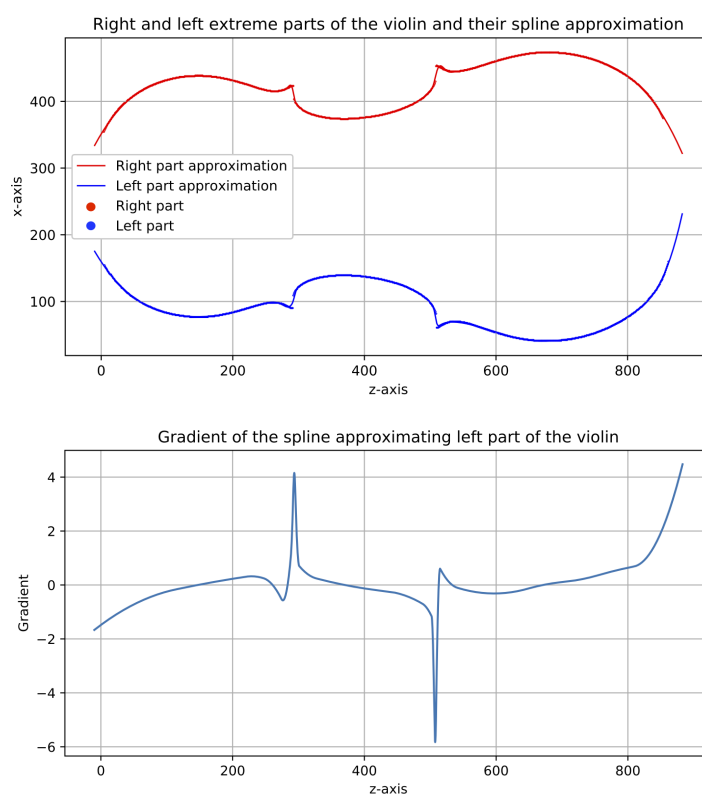 Right and left extreme parts of the violin and their spline approximation
x-axis
400
300
200
100
Right part approximation
Left part approximation
Right part
Left part
0 200 400 600 800
z-axis
Gradient of the spline approximating left part of the violin
Gradient
4
2
0
−2
−4
−6
0 200 400 600 800
z-axis